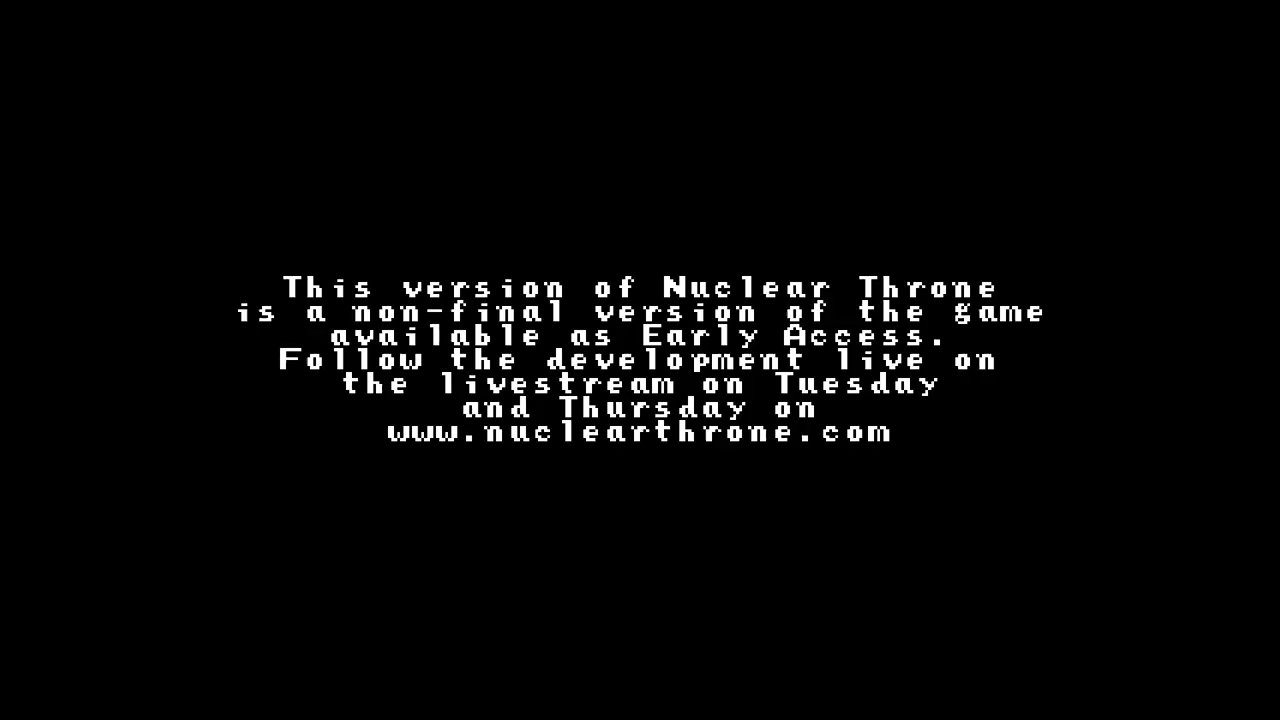 This version of Nuclear Throne
is a non-final version of the game
available as Early Access.
Follow the development live on
the livestream on Tuesday
and Thursday on
www.nuclearthrone.com